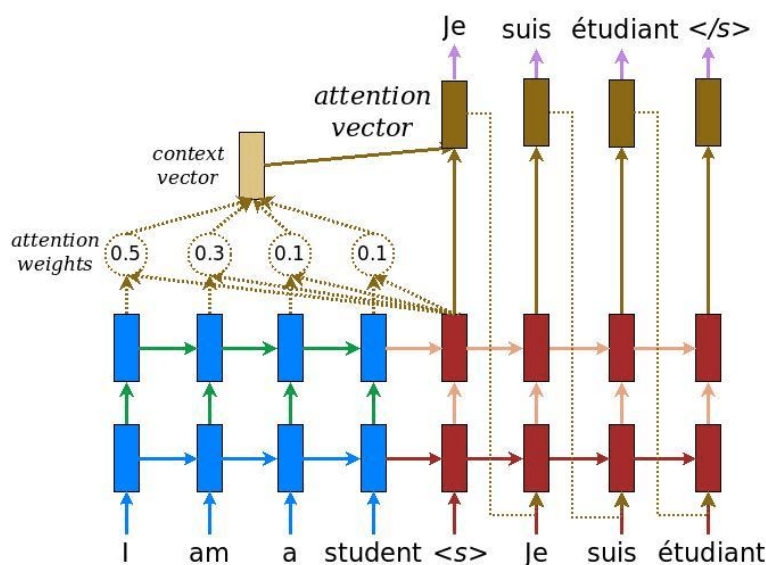 Je suis étudiant </s>
attention
vector
context
vector
attention
weights
0.5 0.3 0.1 0.1
I am a student <s> Je suis étudiant